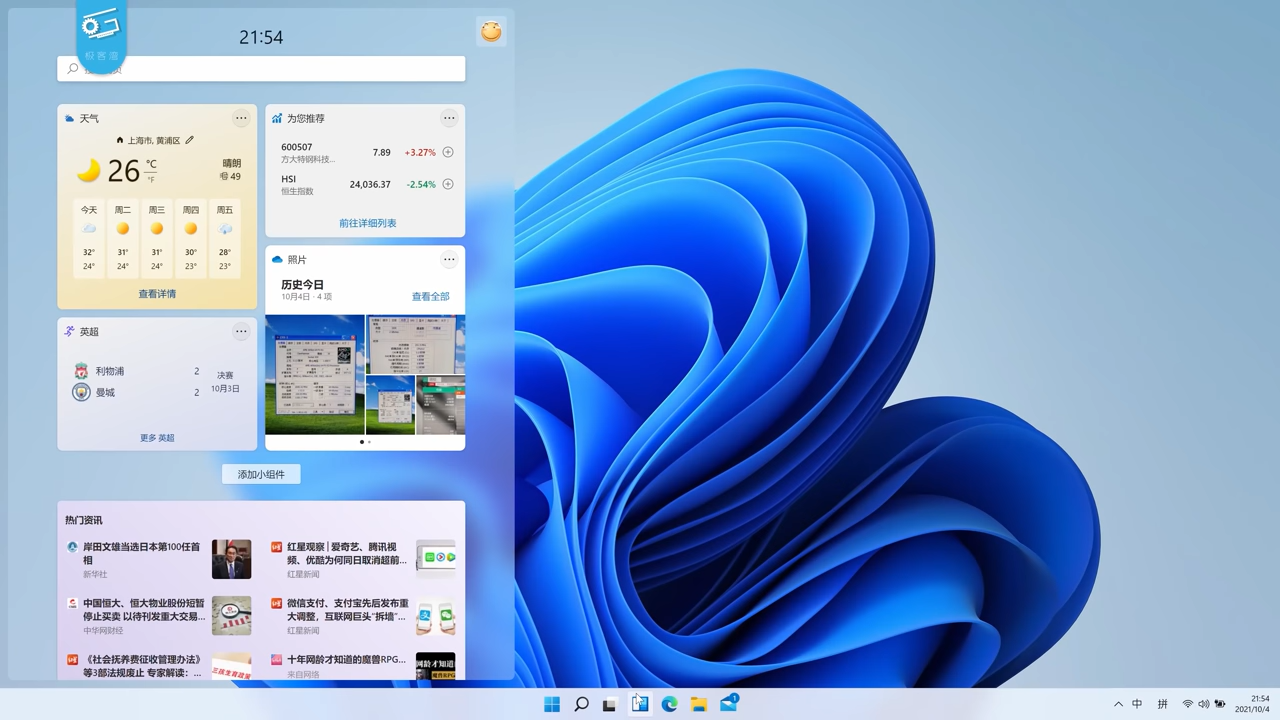 极客湾
21:54
天气
上海市, 黄浦区
26
°C
°F
晴朗
49
今天
周二
周三
周四
周五
32°
31°
31°
30°
28°
24°
24°
24°
23°
23°
查看详情
为您推荐
600507
方大特钢科技...
7.89
+3.27%
HSI
恒生指数
24,036.37
-2.54%
前往详细列表
照片
历史今日
10月4日 · 4 项
查看全部
英超
利物浦
2
曼城
2
决赛
10月3日
更多 英超
添加小组件
热门资讯
岸田文雄当选日本第100任首
相
新华社
红星观察│爱奇艺、腾讯视
频、优酷为何同日取消超前...
红星新闻
中国恒大、恒大物业股份短暂
停止买卖 以待刊发重大交易...
中华网财经
微信支付、支付宝先后发布重
大调整，互联网巨头“拆墙”...
红星新闻
《社会抚养费征收管理办法》
等3部法规废止 专家解读：...
十年网龄才知道的魔兽RPG...
来自网络
1
中
拼
21:54
2021/10/4